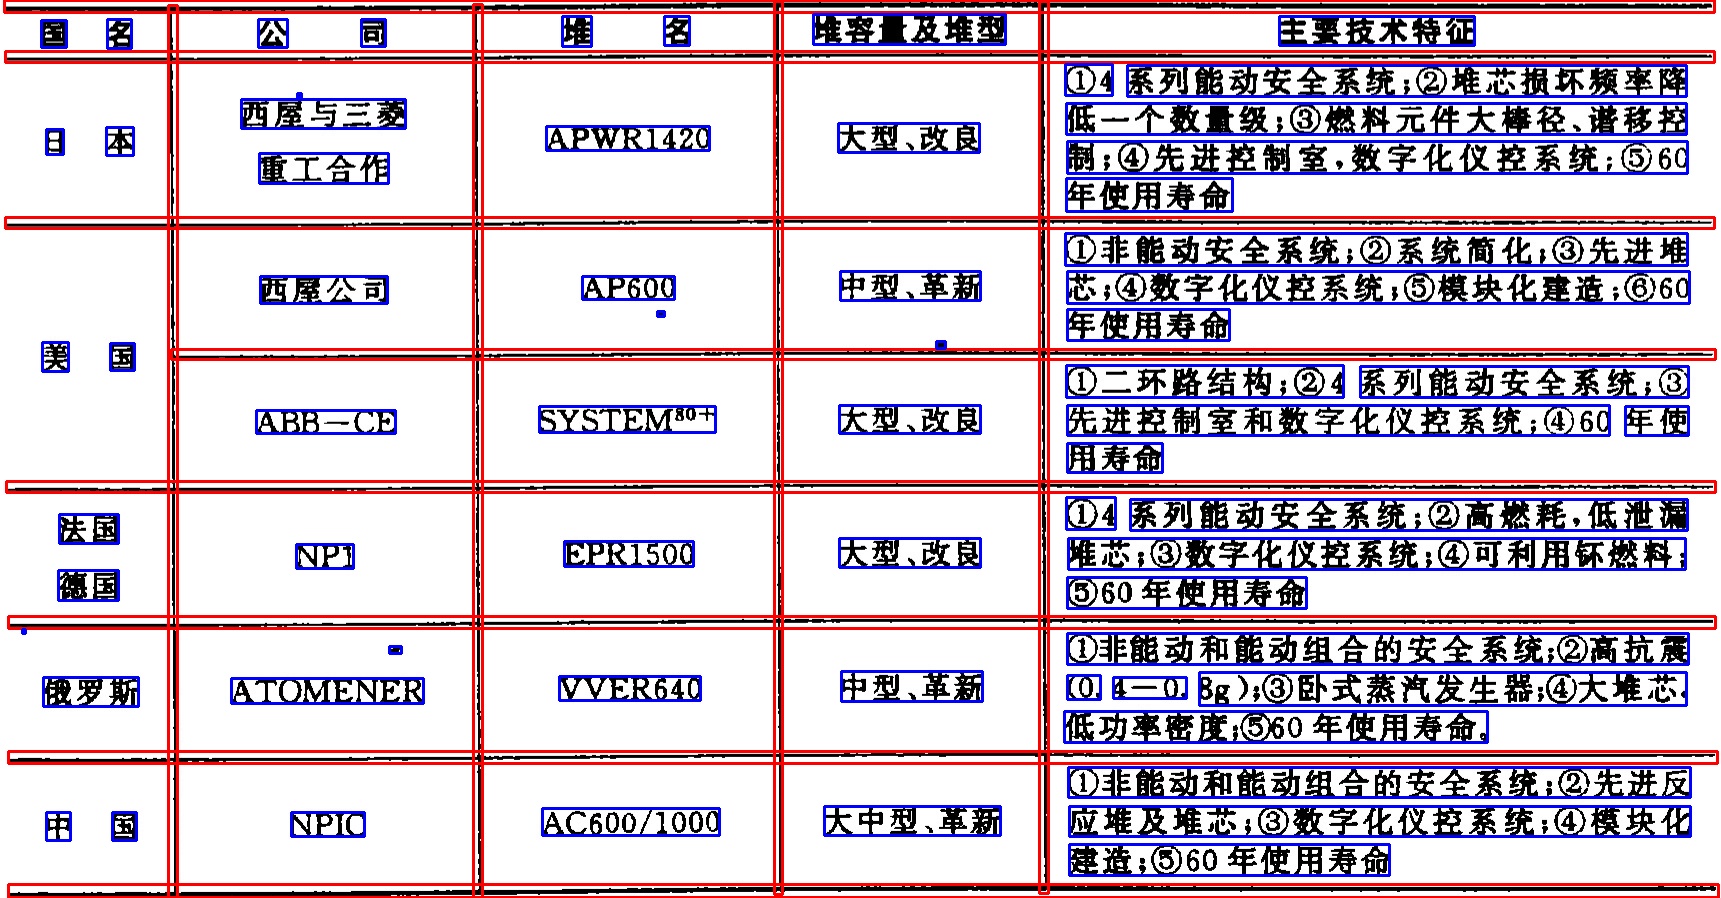 国 名 公 司 堆 名 堆容量及堆型 主要技术特征
日 本
西屋与三菱
重工合作
APWR1420
大型、改良
①4 系列能动安全系统;②堆芯损坏频率降
低一个数量级;③燃料元件大棒径、谱移控
制;④先进控制室,数字化仪控系统;⑤60
年使用寿命
美 国
西屋公司
AP600
中型、革新
①非能动安全系统;②系统简化;③先进堆
芯;④数字化仪控系统;⑤模块化建造;⑥60
年使用寿命
ABB-CE
SYSTEM80+
大型、改良
①二环路结构;②4 系列能动安全系统;③
先进控制室和数字化仪控系统;④60 年使
用寿命
法国
德国
NPI
EPR1500
大型、改良
①4 系列能动安全系统;②高燃耗,低泄漏
堆芯;③数字化仪控系统;④可利用钚燃料;
⑤60 年使用寿命
俄罗斯
ATOMENER
VVER640
中型、革新
①非能动和能动组合的安全系统;②高抗震
(0.4-0.8g);③卧式蒸汽发生器;④大堆芯,
低功率密度;⑤60 年使用寿命。
中 国
NPIC
AC600/1000
大中型、革新
①非能动和能动组合的安全系统;②先进反
应堆及堆芯;③数字化仪控系统;④模块化
建造;⑤60 年使用寿命